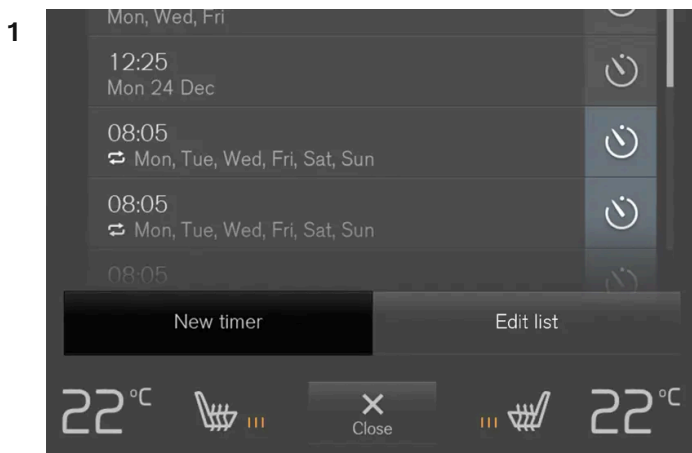 1
Mon, Wed, Fri
12:25
Mon 24 Dec
08:05
Mon, Tue, Wed, Fri, Sat, Sun
08:05
Mon, Tue, Wed, Fri, Sat, Sun
08:05
New timer
Edit list
22°C
22°C
Close